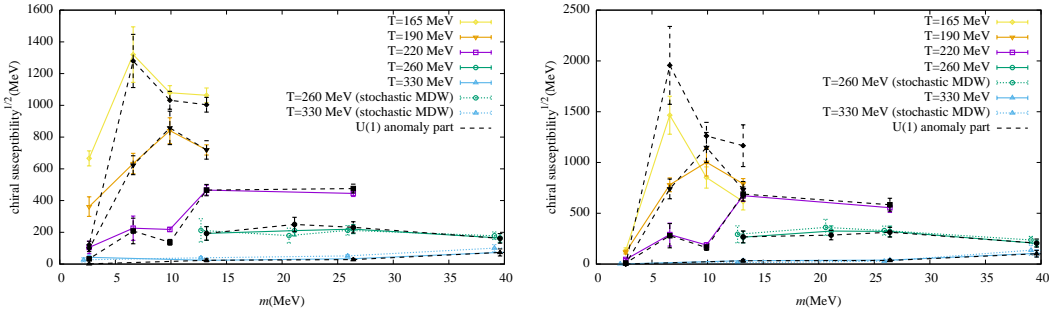 chiral susceptibility^1/2(MeV)
1600
1400
1200
1000
800
600
400
200
0
0 5 10 15 20 25 30 35 40
m(MeV)
T=165 MeV
T=190 MeV
T=220 MeV
T=260 MeV
T=330 MeV
T=260 MeV (stochastic MDW)
T=330 MeV (stochastic MDW)
U(1) anomaly part
chiral susceptibility^1/2(MeV)
2500
2000
1500
1000
500
0
0 5 10 15 20 25 30 35 40
m(MeV)
T=165 MeV
T=190 MeV
T=220 MeV
T=260 MeV
T=260 MeV (stochastic MDW)
T=330 MeV
T=330 MeV (stochastic MDW)
U(1) anomaly part